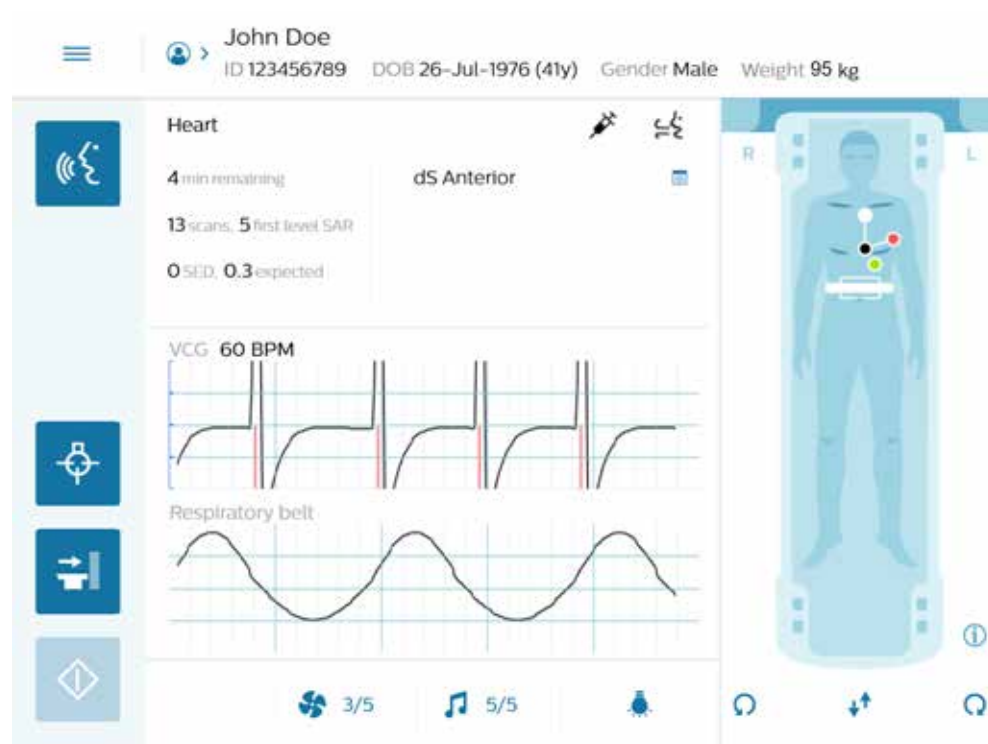 John Doe
ID 123456789 DOB 26-Jul-1976 (41y) Gender Male Weight 95 kg
Heart
4 min remaining dS Anterior
13 scans, 5 first level SAR
0 SED, 0.3 expected
R L
VCG 60 BPM
Respiratory belt
3/5 5/5